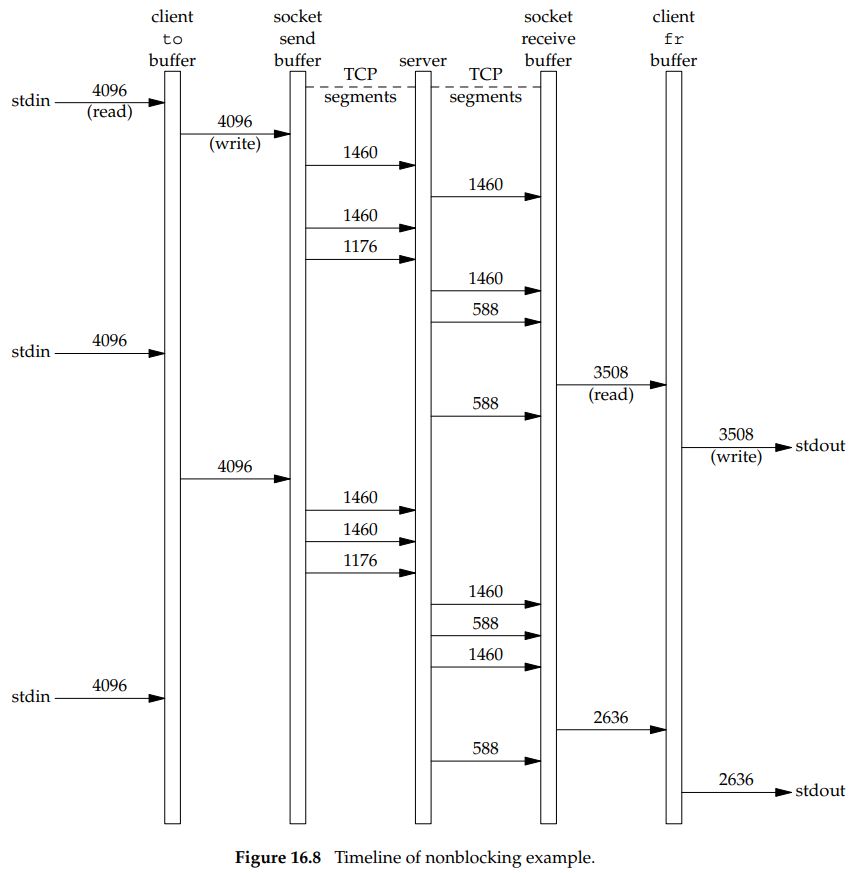 client socket socket client
to send receive fr
buffer buffer server buffer buffer
TCP TCP
stdin 4096 segments segments
(read)
4096
(write)
1460
1460
1460
1176
1460
588
stdin 4096
3508
(read)
588
3508 stdout
(write)
4096
1460
1460
1176
1460
588
1460
stdin 4096
2636
588
2636 stdout
Figure 16.8 Timeline of nonblocking example.